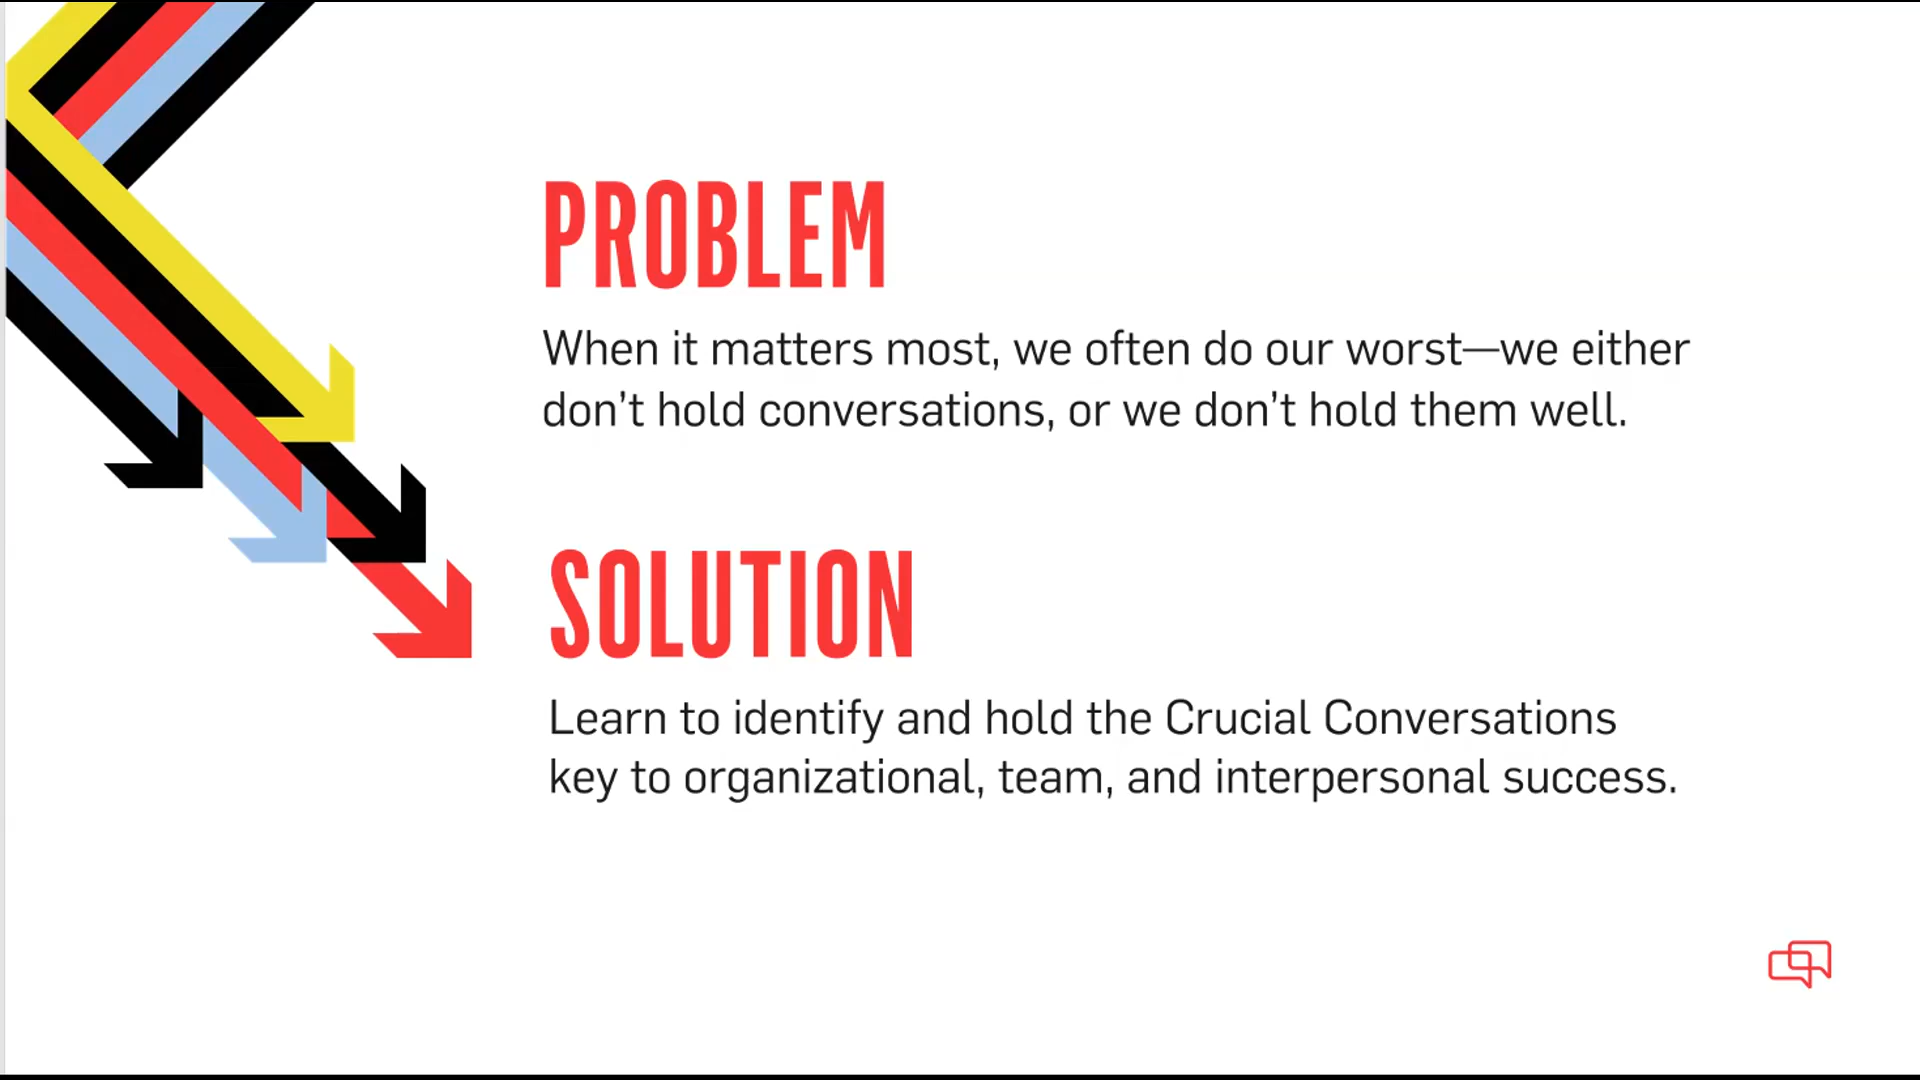 PROBLEM
When it matters most, we often do our worst—we either
don’t hold conversations, or we don’t hold them well.
SOLUTION
Learn to identify and hold the Crucial Conversations
key to organizational, team, and interpersonal success.